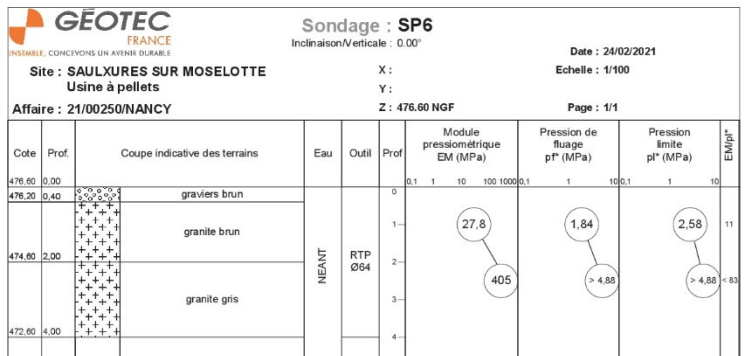 GÉOTEC
FRANCE
ENSEMBLE, CONCEVONS UN AVENIR DURABLE
Sondage : SP6
Inclinaison/Verticale : 0.00°
Date : 24/02/2021
Site : SAULXURES SUR MOSELOTTE
X :
Echelle : 1/100
Usine à pellets
Y :
Affaire : 21/00250/NANCY
Z : 476.60 NGF
Page : 1/1
Cote Prof. Coupe indicative des terrains Eau Outil Prof
Module pressiométrique EM (MPa)
Pression de fluage pf* (MPa)
Pression limite pl* (MPa)
EM/pl*
0,1 1 10 100 1000
0,1 1 10
0,1 1 10
476.60 0,00
0
476,20 0,40 graviers brun
granite brun
1 27,8 1,84 2,58 11
474,60 2,00
NEANT
RTP
Ø64
2
405 > 4,88 > 4,88 < 83
granite gris
3
472,60 4,00
4